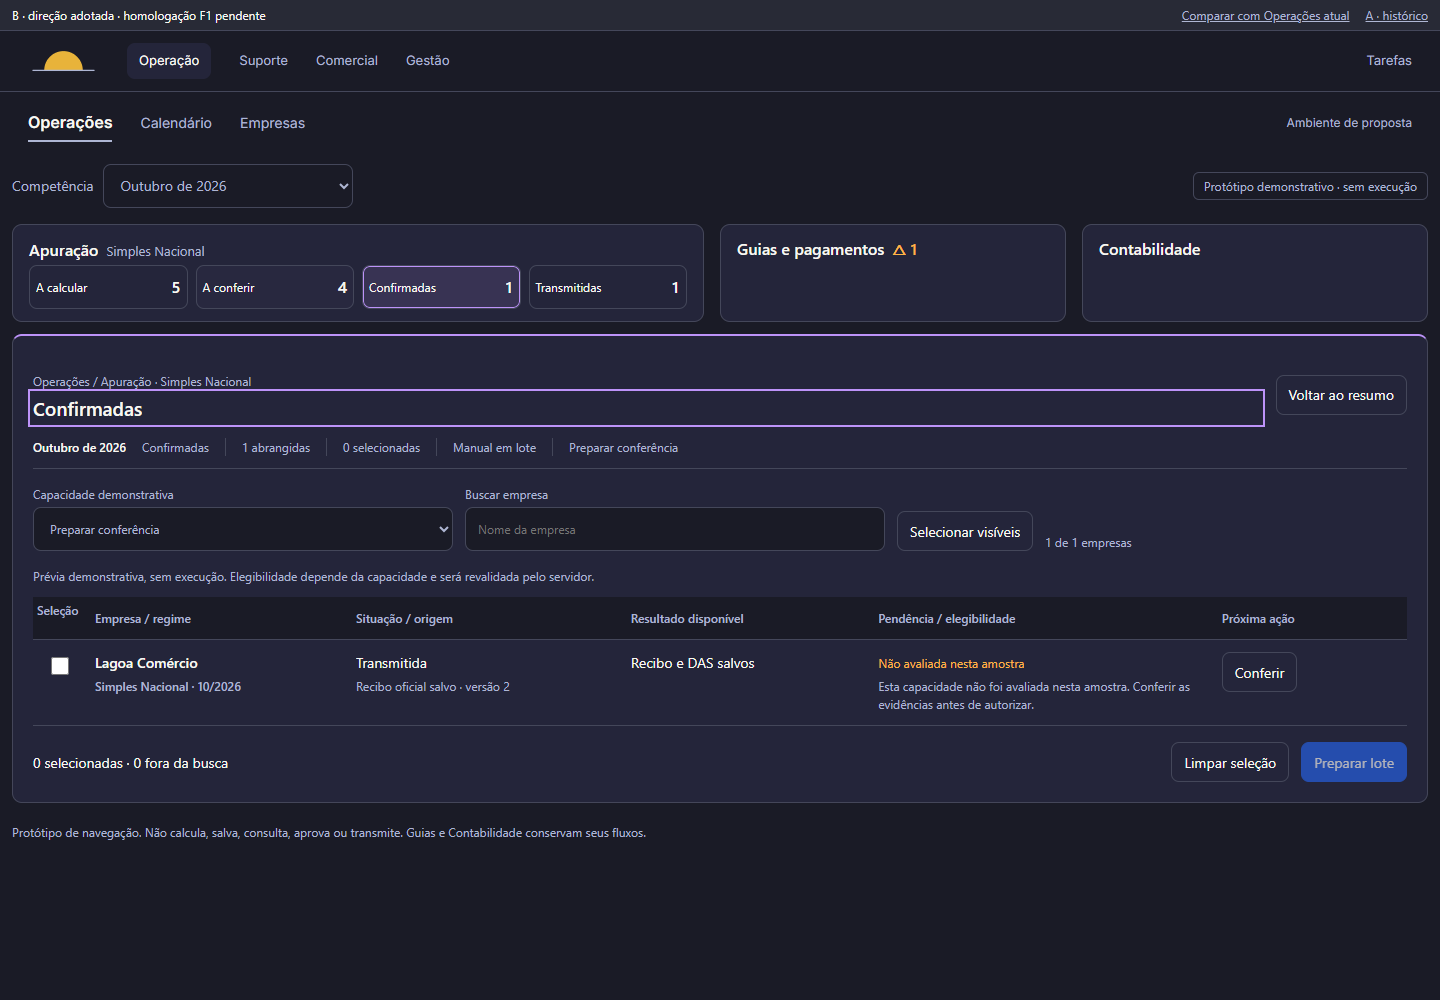 B · direção adotada · homologação F1 pendente
Comparar com Operações atual
A · histórico
Operação
Suporte
Comercial
Gestão
Tarefas
Operações
Calendário
Empresas
Ambiente de proposta
Competência
Outubro de 2026
Protótipo demonstrativo · sem execução
Apuração Simples Nacional
A calcular 5
A conferir 4
Confirmadas 1
Transmitidas 1
Guias e pagamentos △ 1
Contabilidade
Operações / Apuração · Simples Nacional
Confirmadas
Voltar ao resumo
Outubro de 2026 Confirmadas 1 abrangidas 0 selecionadas Manual em lote Preparar conferência
Capacidade demonstrativa
Preparar conferência
Buscar empresa
Nome da empresa
Selecionar visíveis
1 de 1 empresas
Prévia demonstrativa, sem execução. Elegibilidade depende da capacidade e será revalidada pelo servidor.
Seleção
Empresa / regime
Situação / origem
Resultado disponível
Pendência / elegibilidade
Próxima ação
Lagoa Comércio
Simples Nacional · 10/2026
Transmitida
Recibo oficial salvo · versão 2
Recibo e DAS salvos
Não avaliada nesta amostra
Esta capacidade não foi avaliada nesta amostra. Conferir as
evidências antes de autorizar.
Conferir
0 selecionadas · 0 fora da busca
Limpar seleção
Preparar lote
Protótipo de navegação. Não calcula, salva, consulta, aprova ou transmite. Guias e Contabilidade conservam seus fluxos.